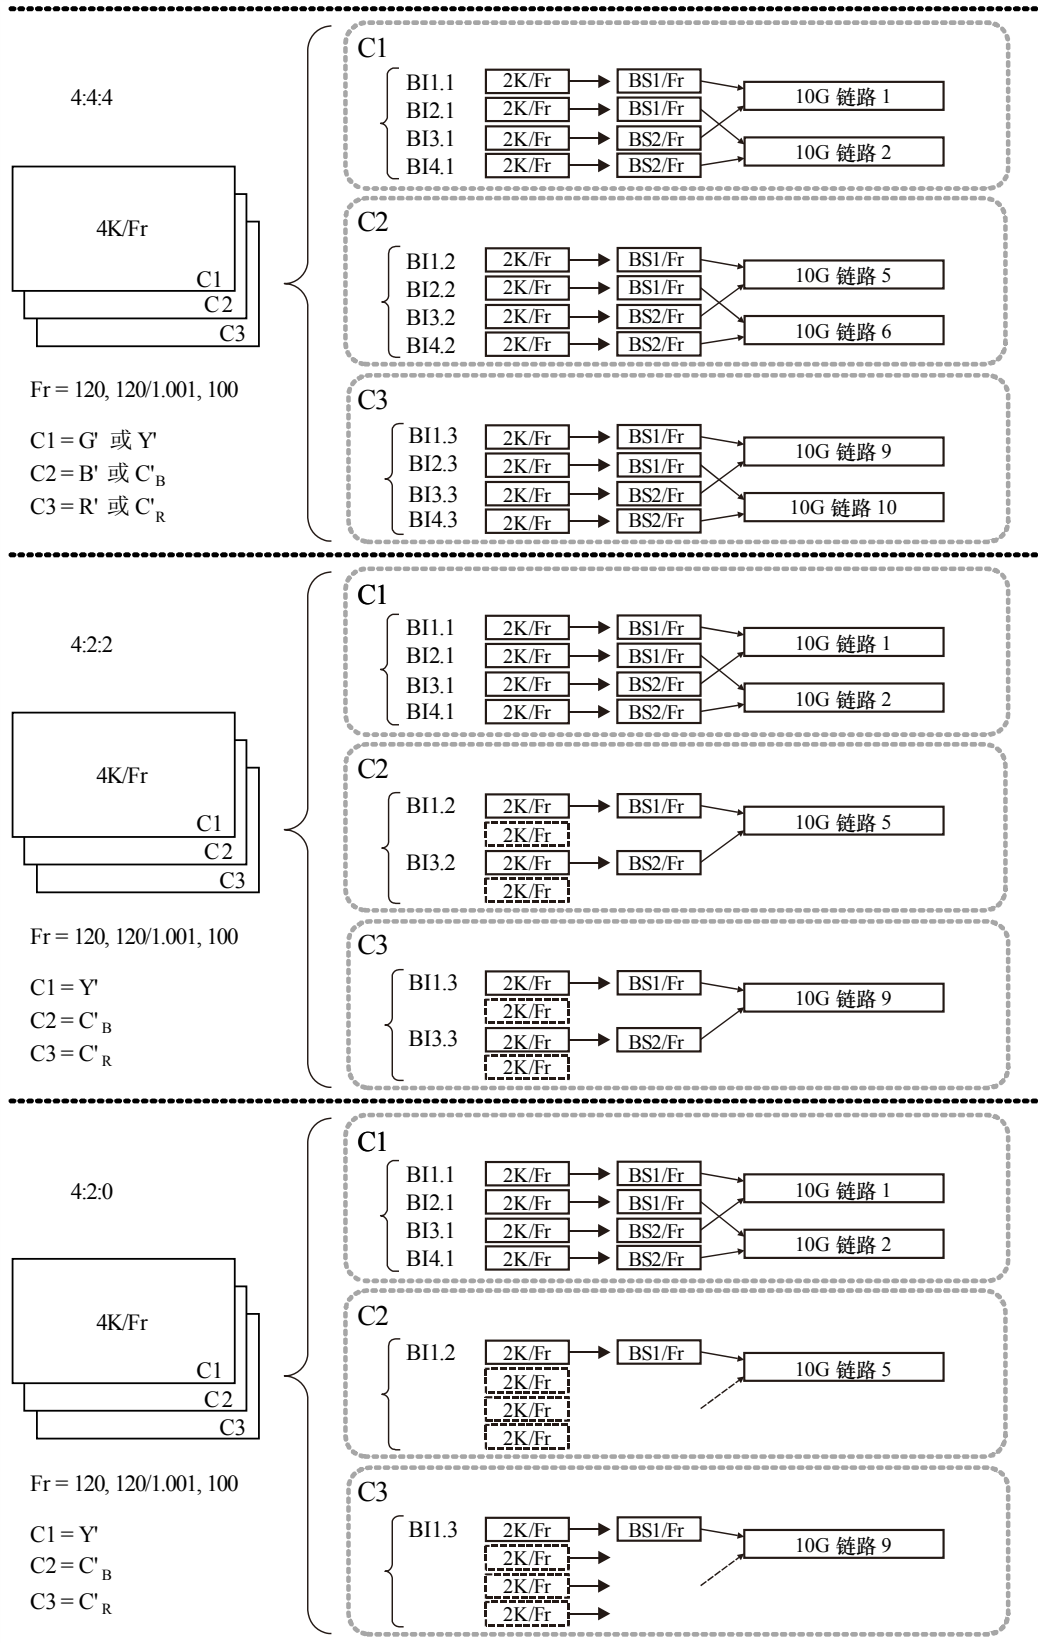 4:4:4
4K/Fr
C1
C2
C3
Fr = 120, 120/1.001, 100
C1 = G' 或 Y'
C2 = B' 或 C'B
C3 = R' 或 C'R
C1
BI1.1 2K/Fr BS1/Fr
BI2.1 2K/Fr BS1/Fr
BI3.1 2K/Fr BS2/Fr
BI4.1 2K/Fr BS2/Fr
10G 链路 1
10G 链路 2
C2
BI1.2 2K/Fr BS1/Fr
BI2.2 2K/Fr BS1/Fr
BI3.2 2K/Fr BS2/Fr
BI4.2 2K/Fr BS2/Fr
10G 链路 5
10G 链路 6
C3
BI1.3 2K/Fr BS1/Fr
BI2.3 2K/Fr BS1/Fr
BI3.3 2K/Fr BS2/Fr
BI4.3 2K/Fr BS2/Fr
10G 链路 9
10G 链路 10
4:2:2
4K/Fr
C1
C2
C3
Fr = 120, 120/1.001, 100
C1 = Y'
C2 = C'B
C3 = C'R
C1
BI1.1 2K/Fr BS1/Fr
BI2.1 2K/Fr BS1/Fr
BI3.1 2K/Fr BS2/Fr
BI4.1 2K/Fr BS2/Fr
10G 链路 1
10G 链路 2
C2
BI1.2 2K/Fr BS1/Fr
2K/Fr
BI3.2 2K/Fr BS2/Fr
2K/Fr
10G 链路 5
C3
BI1.3 2K/Fr BS1/Fr
2K/Fr
BI3.3 2K/Fr BS2/Fr
2K/Fr
10G 链路 9
4:2:0
4K/Fr
C1
C2
C3
Fr = 120, 120/1.001, 100
C1 = Y'
C2 = C'B
C3 = C'R
C1
BI1.1 2K/Fr BS1/Fr
BI2.1 2K/Fr BS1/Fr
BI3.1 2K/Fr BS2/Fr
BI4.1 2K/Fr BS2/Fr
10G 链路 1
10G 链路 2
C2
BI1.2 2K/Fr BS1/Fr
2K/Fr
2K/Fr
2K/Fr
10G 链路 5
C3
BI1.3 2K/Fr BS1/Fr
2K/Fr
2K/Fr
2K/Fr
10G 链路 9